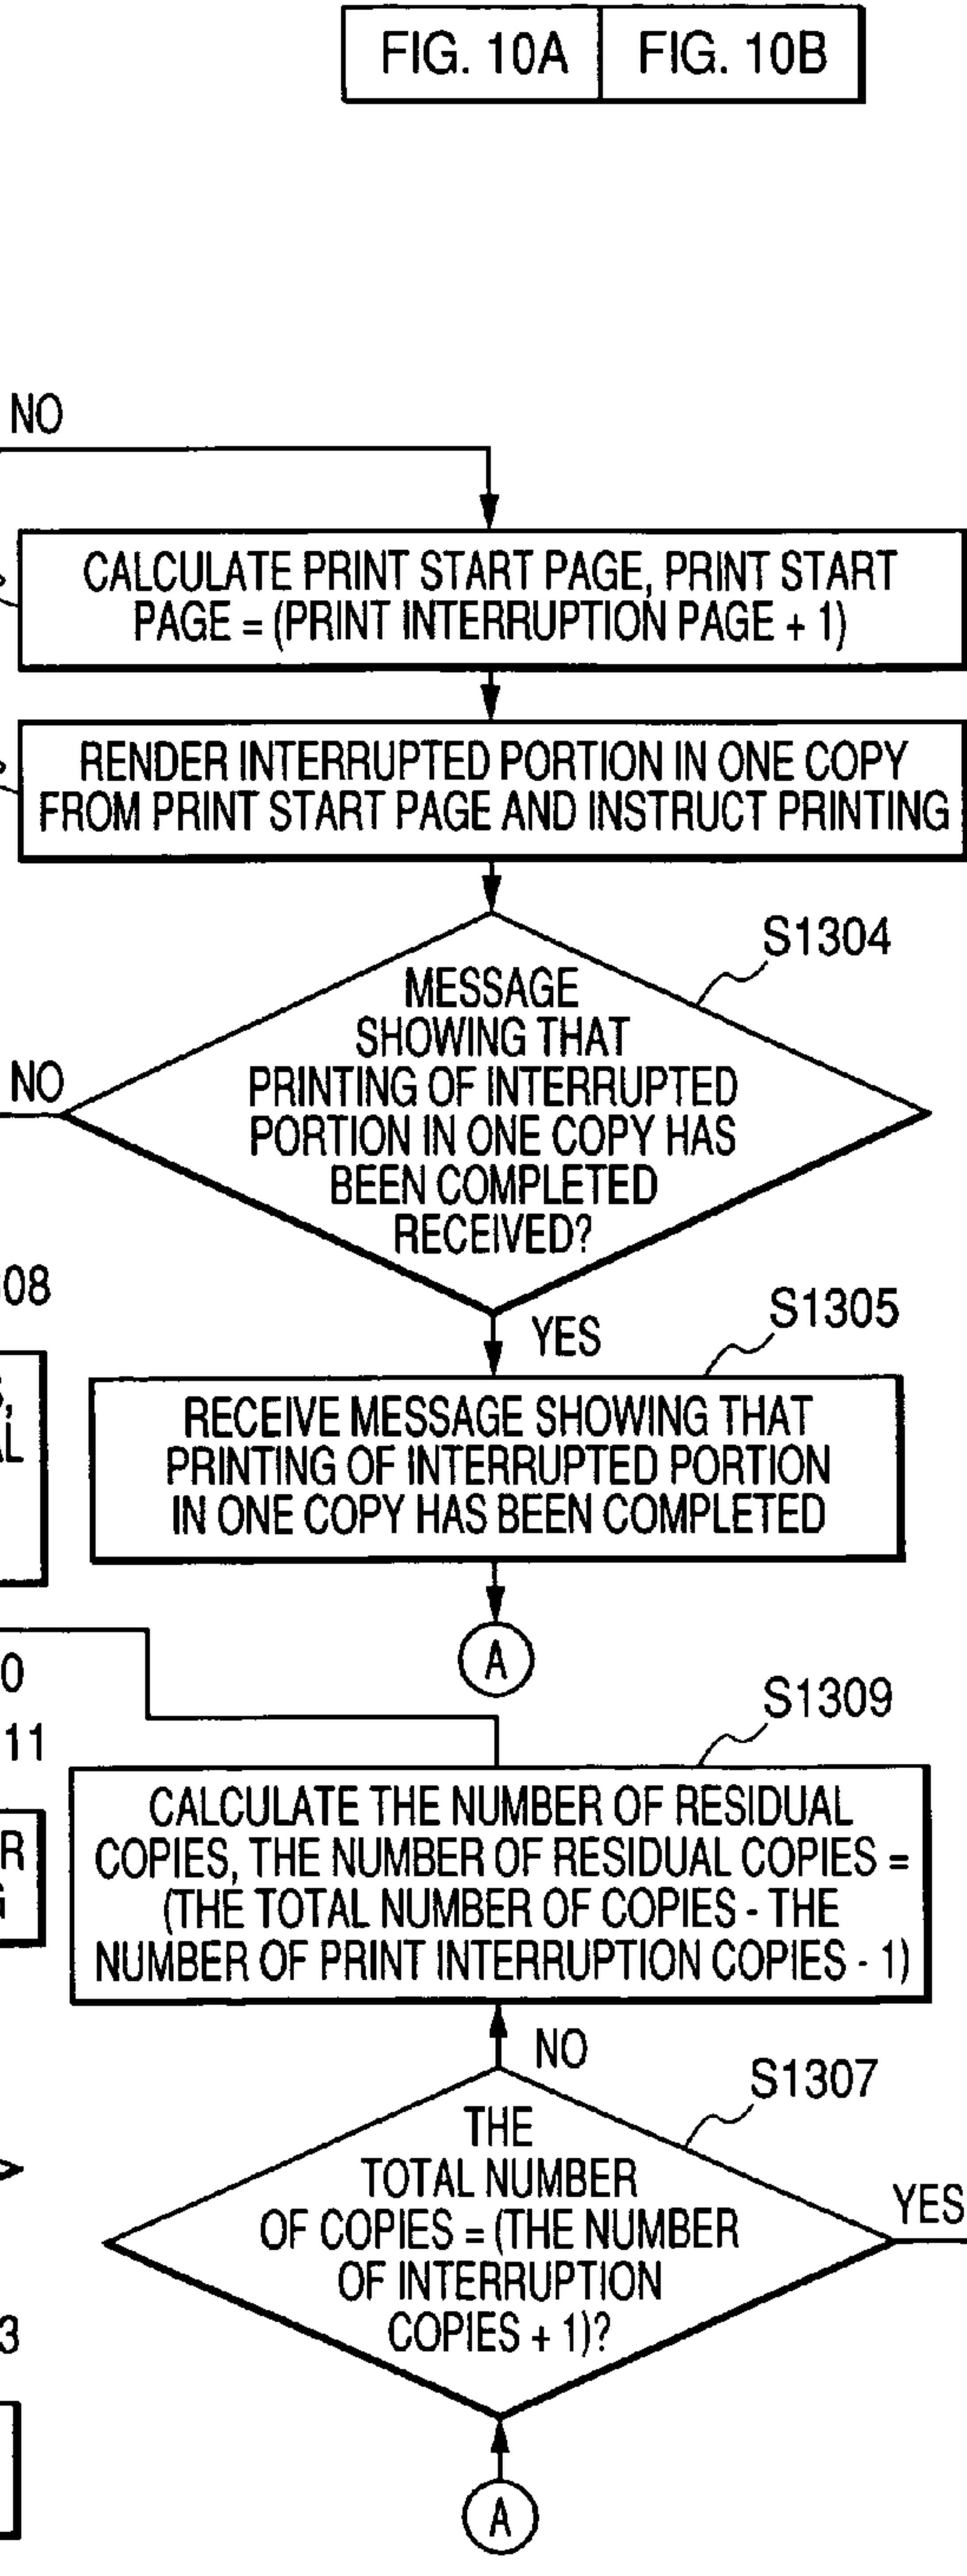 FIG. 10A FIG. 10B
NO
CALCULATE PRINT START PAGE, PRINT START
PAGE = (PRINT INTERRUPTION PAGE + 1)
RENDER INTERRUPTED PORTION IN ONE COPY
FROM PRINT START PAGE AND INSTRUCT PRINTING
S1304
MESSAGE
SHOWING THAT
PRINTING OF INTERRUPTED
PORTION IN ONE COPY HAS
BEEN COMPLETED
RECEIVED?
NO
08
YES
S1305
RECEIVE MESSAGE SHOWING THAT
PRINTING OF INTERRUPTED PORTION
IN ONE COPY HAS BEEN COMPLETED
A
0
11
S1309
CALCULATE THE NUMBER OF RESIDUAL
COPIES, THE NUMBER OF RESIDUAL COPIES =
(THE TOTAL NUMBER OF COPIES - THE
NUMBER OF PRINT INTERRUPTION COPIES - 1)
R
NO
S1307
THE
TOTAL NUMBER
OF COPIES = (THE NUMBER
OF INTERRUPTION
COPIES + 1)?
YES
3
A